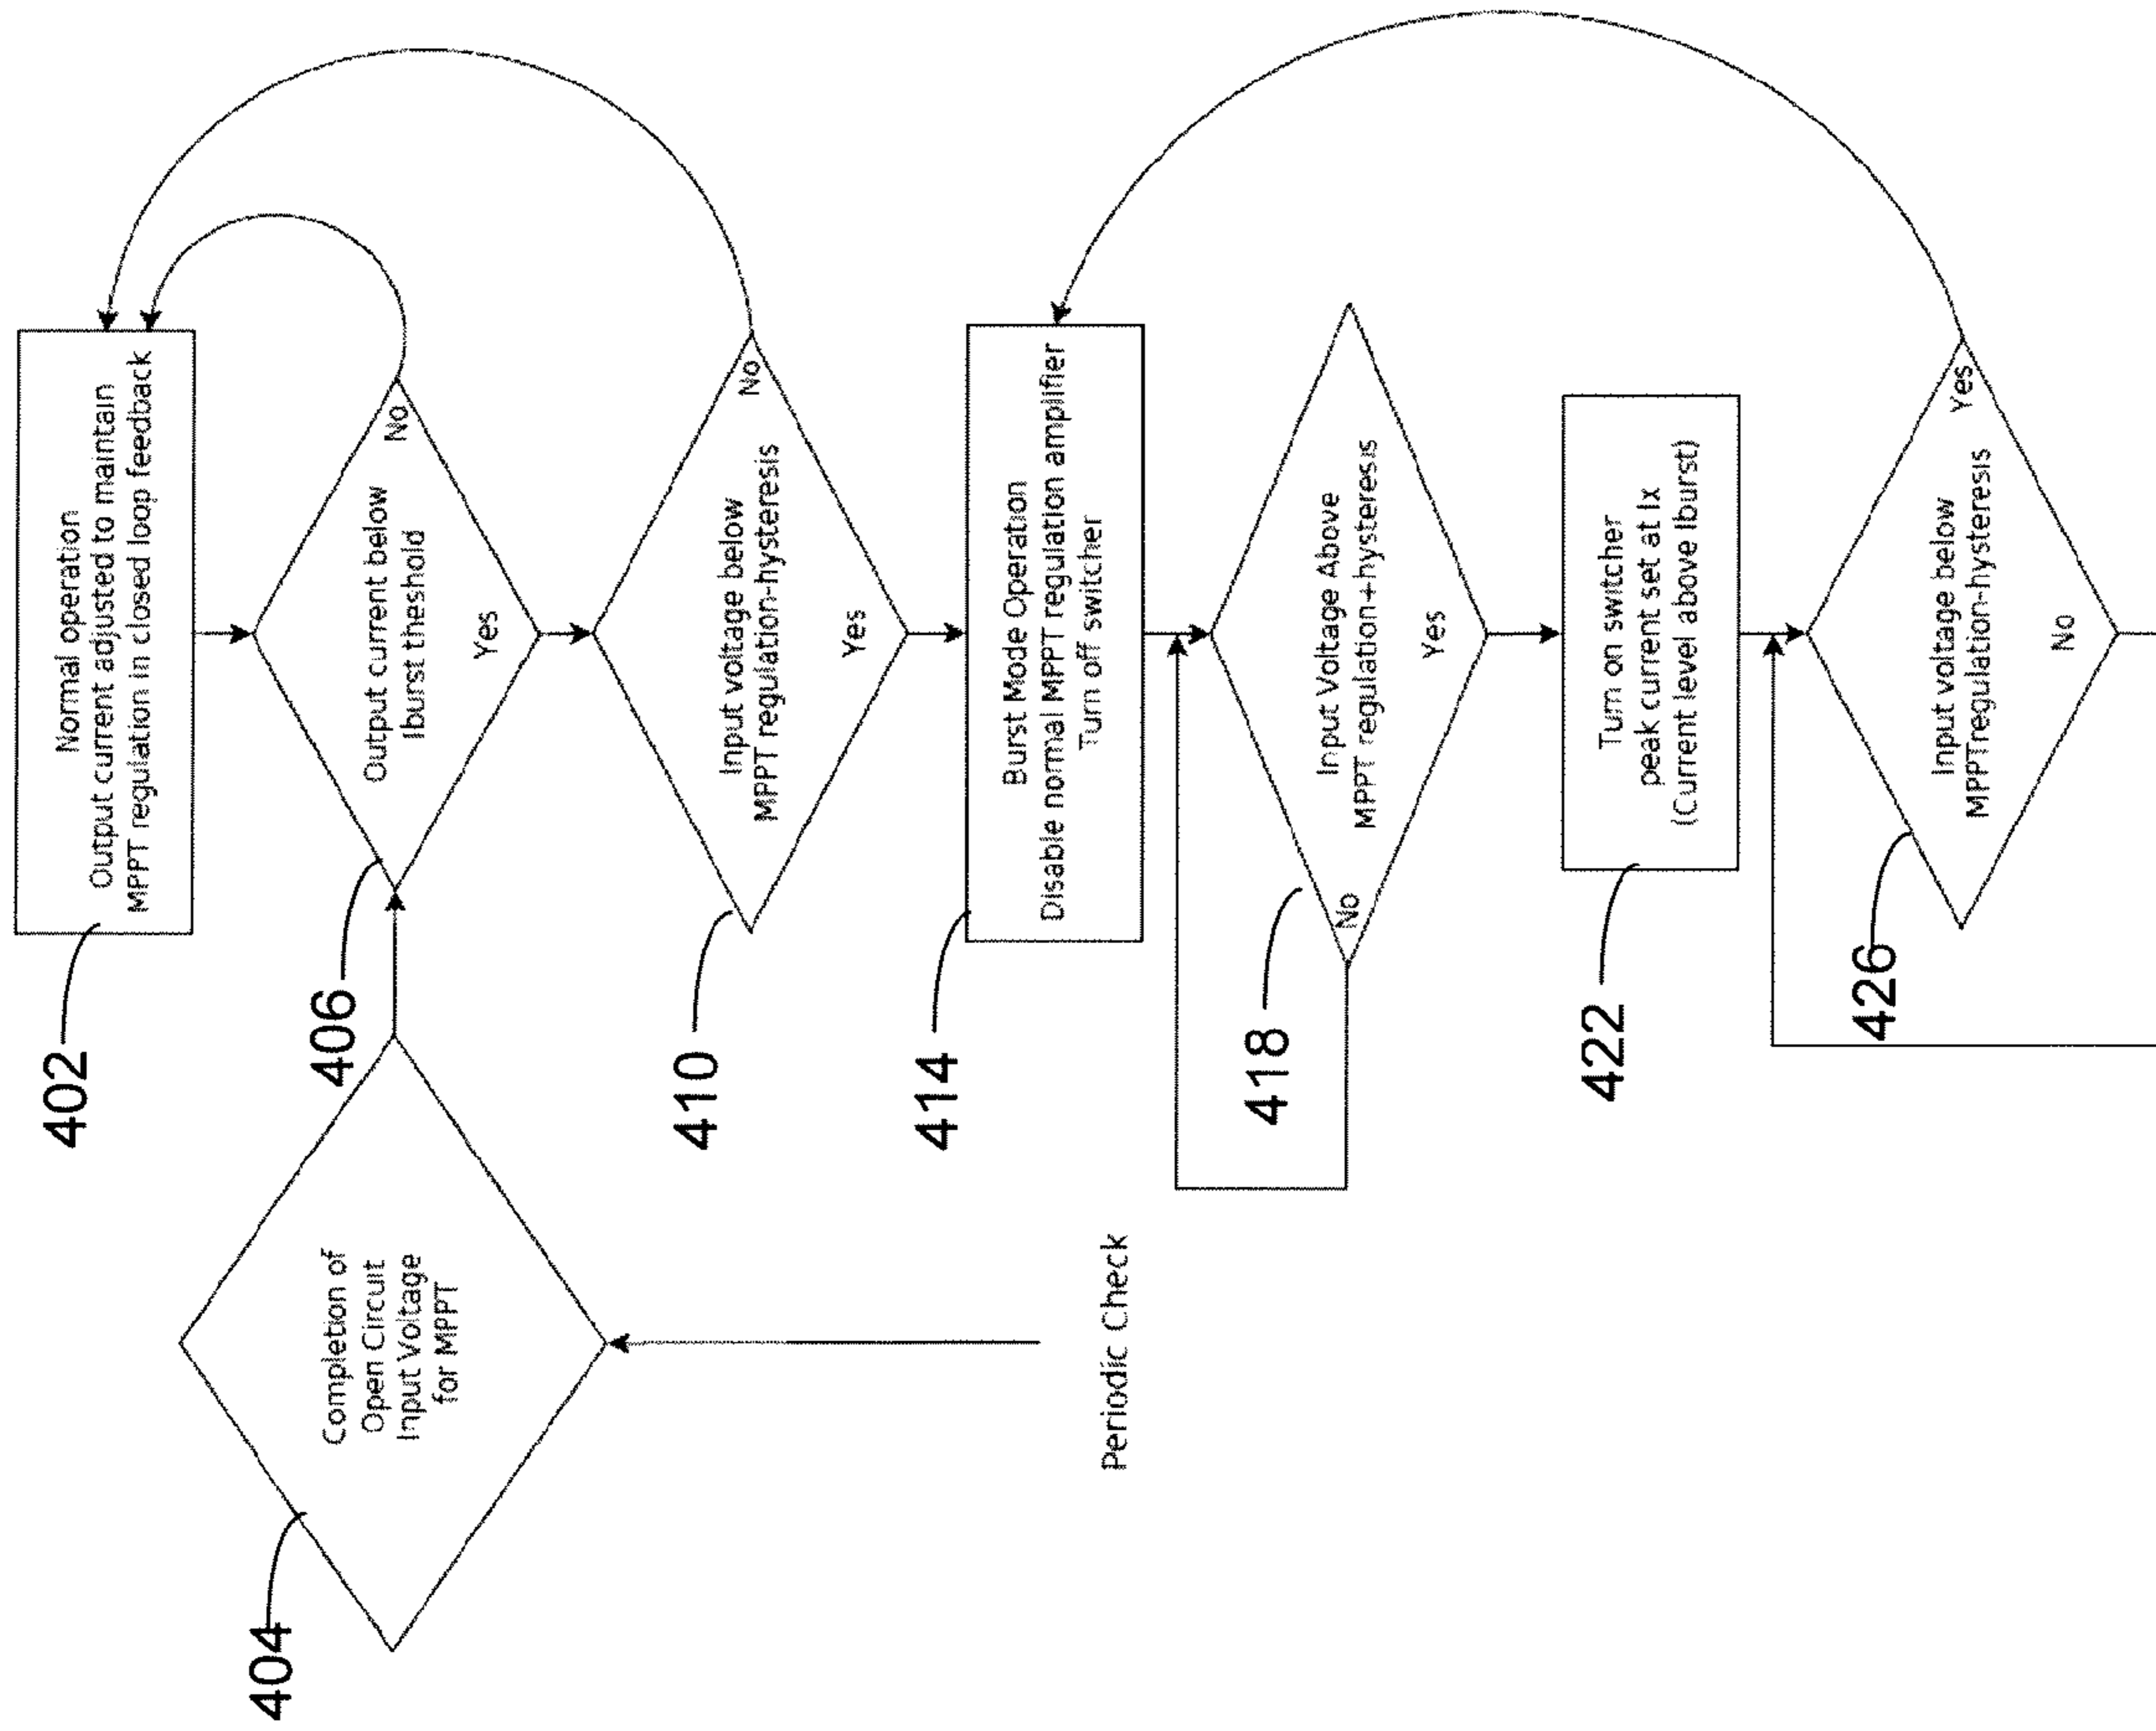 402
Normal operation
Output current adjusted to maintain
MPPT regulation in closed loop feedback
404
Completion of
Open Circuit
Input Voltage
for MPPT
Periodic Check
406
Output current below
Iburst theshold
No
Yes
410
Input voltage below
MPPT regulation-hysteresis
No
Yes
414
Burst Mode Operation
Disable normal MPPT regulation amplifier
Turn off switcher
418
Input Voltage Above
MPPT regulation+hysteresis
No
Yes
422
Turn on switcher
peak current set at Ix
(Current level above Iburst)
426
Input voltage below
MPPTregulation-hysteresis
Yes
No